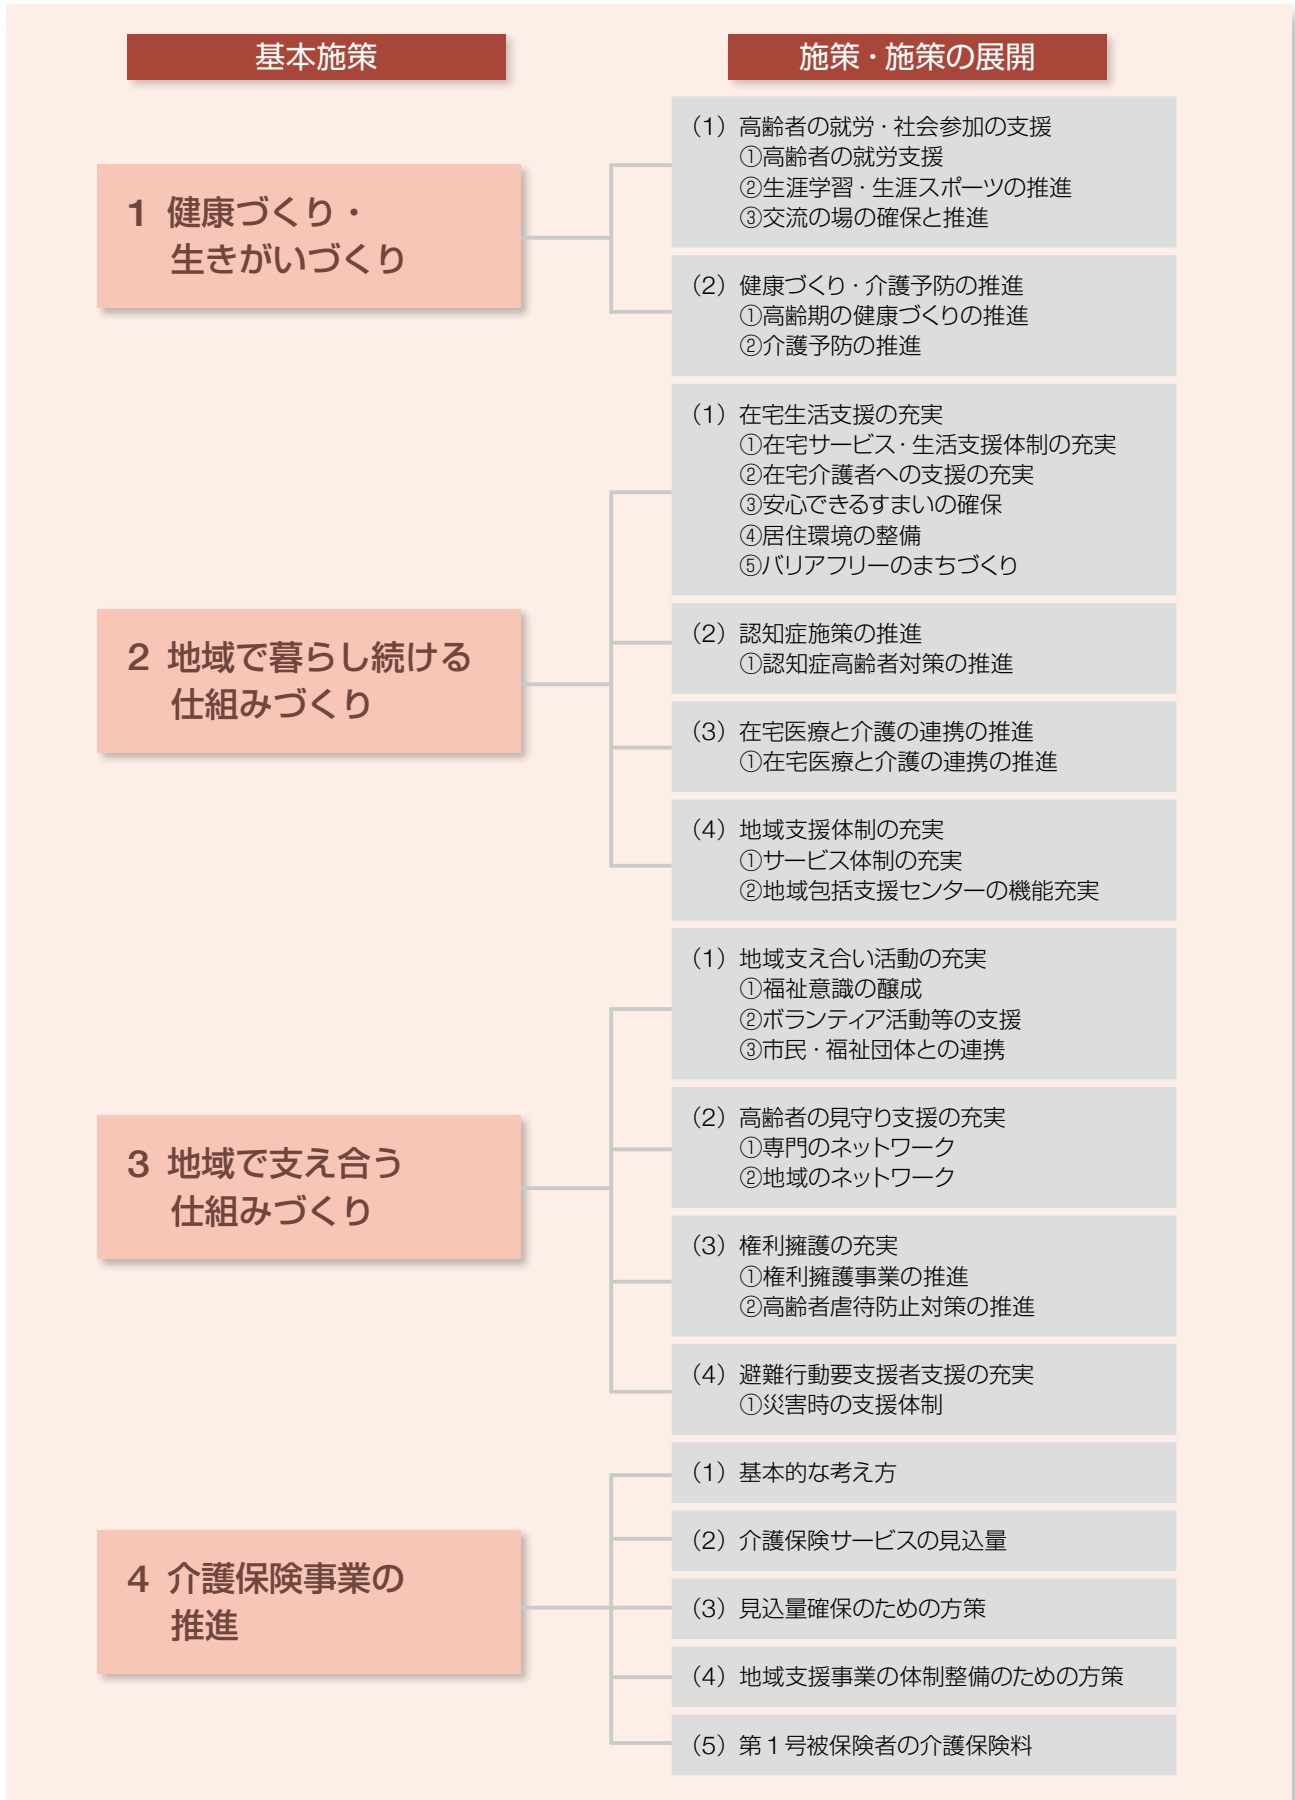 基本施策
施策・施策の展開
1 健康づくり・
生きがいづくり
（1）高齢者の就労・社会参加の支援
①高齢者の就労支援
②生涯学習・生涯スポーツの推進
③交流の場の確保と推進
（2）健康づくり・介護予防の推進
①高齢期の健康づくりの推進
②介護予防の推進
2 地域で暮らし続ける
仕組みづくり
（1）在宅生活支援の充実
①在宅サービス・生活支援体制の充実
②在宅介護者への支援の充実
③安心できるすまいの確保
④居住環境の整備
⑤バリアフリーのまちづくり
（2）認知症施策の推進
①認知症高齢者対策の推進
（3）在宅医療と介護の連携の推進
①在宅医療と介護の連携の推進
（4）地域支援体制の充実
①サービス体制の充実
②地域包括支援センターの機能充実
3 地域で支え合う
仕組みづくり
（1）地域支え合い活動の充実
①福祉意識の醸成
②ボランティア活動等の支援
③市民・福祉団体との連携
（2）高齢者の見守り支援の充実
①専門のネットワーク
②地域のネットワーク
（3）権利擁護の充実
①権利擁護事業の推進
②高齢者虐待防止対策の推進
（4）避難行動要支援者支援の充実
①災害時の支援体制
4 介護保険事業の
推進
（1）基本的な考え方
（2）介護保険サービスの見込量
（3）見込量確保のための方策
（4）地域支援事業の体制整備のための方策
（5）第1号被保険者の介護保険料